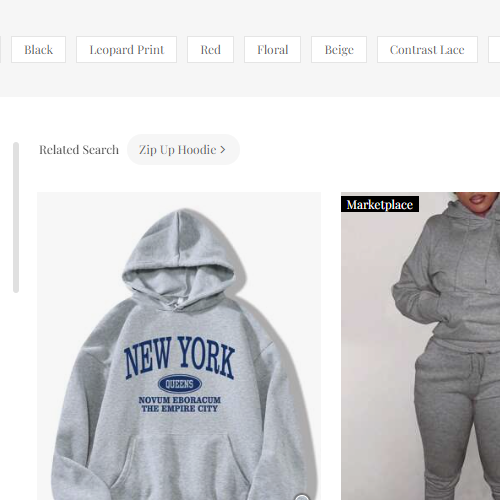 Black
Leopard Print
Red
Floral
Beige
Contrast Lace
Related Search
Zip Up Hoodie >
Marketplace
NEW YORK
QUEENS
NOVUM EBORACUM
THE EMPIRE CITY